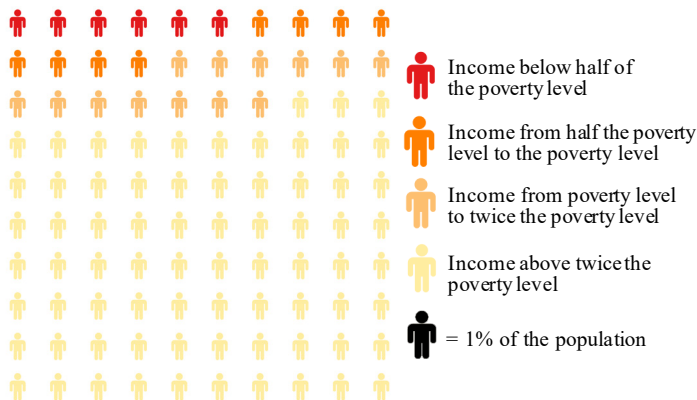 Income below half of
the poverty level
Income from half the poverty
level to the poverty level
Income from poverty level
to twice the poverty level
Income above twice the
poverty level
= 1% of the population